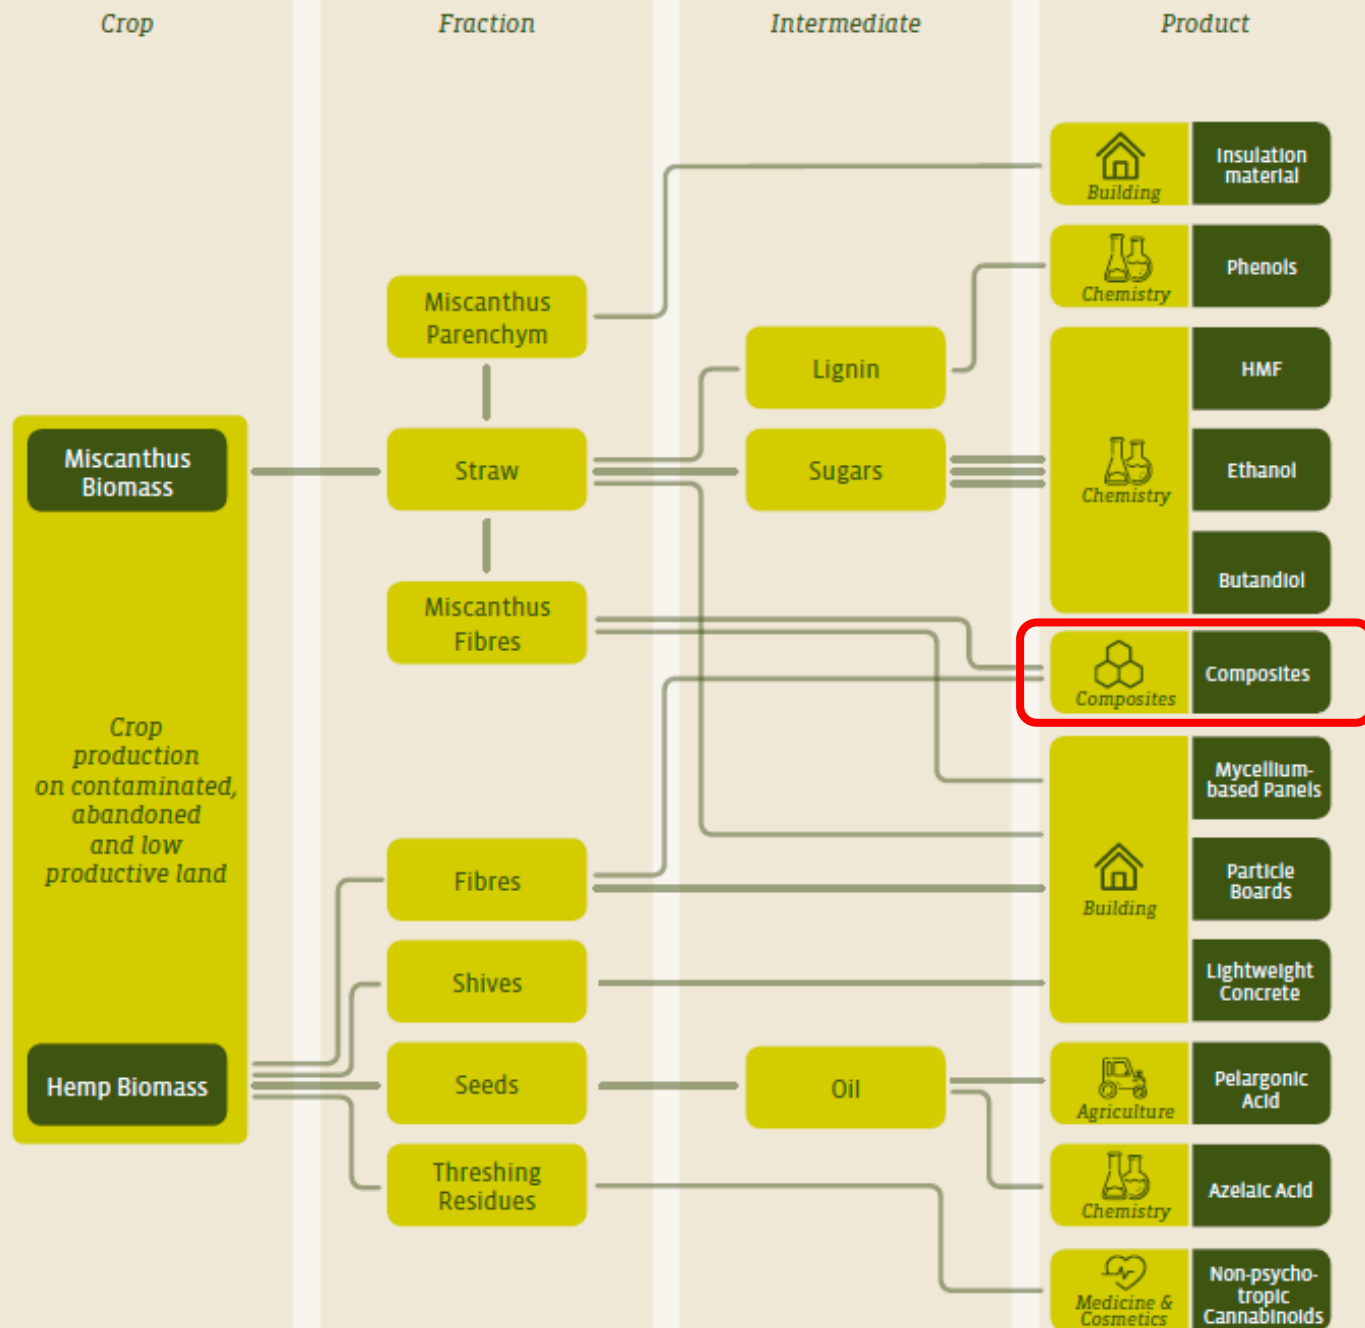 Crop
Fraction
Intermediate
Product
Miscanthus
Biomass
Crop
production
on contaminated,
abandoned
and low
productive land
Hemp Biomass
Miscanthus
Parenchym
Straw
Miscanthus
Fibres
Fibres
Shives
Seeds
Threshing
Residues
Lignin
Sugars
Oil
Building
Insulation
material
Chemistry
Phenols
Chemistry
HMF
Ethanol
Butandiol
Composites
Composites
Building
Mycellium-
based Panels
Particle
Boards
Lightweight
Concrete
Agriculture
Pelargonic
Acid
Chemistry
Azelaic Acid
Medicine &
Cosmetics
Non-psycho-
tropic
Cannabinoids